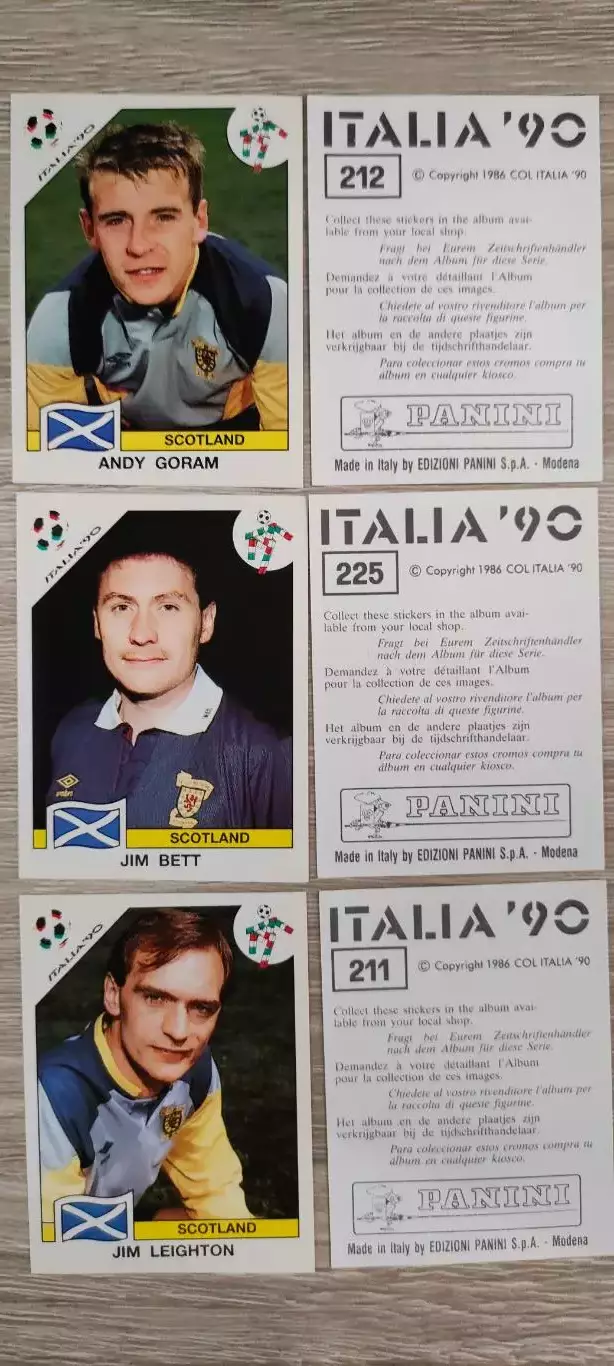 ITALIA '90
SCOTLAND
ANDY GORAM
ITALIA '90
212
© Copyright 1986 COL ITALIA '90
Collect these stickers in the album avai-
lable from your local shop.
Fragt bei Eurem Zeitschriftenhändler
nach dem Album für diese Serie.
Demandez à votre détaillant l'Album
pour la collection de ces images.
Chiedete al vostro rivenditore l'album per
la raccolta di queste figurine.
Het album en de andere plaatjes zijn
verkrijgbaar bij de tijdschrifthandelaar.
Para coleccionar estos cromos compra tu
álbum en cualquier kiosco.
PANINI
Made in Italy by EDIZIONI PANINI S.p.A. - Modena
ITALIA '90
umbro
SCOTLAND
JIM BETT
ITALIA '90
225
© Copyright 1986 COL ITALIA '90
Collect these stickers in the album avai-
lable from your local shop.
Fragt bei Eurem Zeitschriftenhändler
nach dem Album für diese Serie.
Demandez à votre détaillant l'Album
pour la collection de ces images.
Chiedete al vostro rivenditore l'album per
la raccolta di queste figurine.
Het album en de andere plaatjes zijn
verkrijgbaar bij de tijdschrifthandelaar.
Para coleccionar estos cromos compra tu
álbum en cualquier kiosco.
PANINI
Made in Italy by EDIZIONI PANINI S.p.A. - Modena
ITALIA '90
SCOTLAND
JIM LEIGHTON
ITALIA '90
211
© Copyright 1986 COL ITALIA '90
Collect these stickers in the album avai-
lable from your local shop.
Fragt bei Eurem Zeitschriftenhändler
nach dem Album für diese Serie.
Demandez à votre détaillant l'Album
pour la collection de ces images.
Chiedete al vostro rivenditore l'album per
la raccolta di queste figurine.
Het album en de andere plaatjes zijn
verkrijgbaar bij de tijdschrifthandelaar.
Para coleccionar estos cromos compra tu
álbum en cualquier kiosco.
PANINI
Made in Italy by EDIZIONI PANINI S.p.A. - Modena